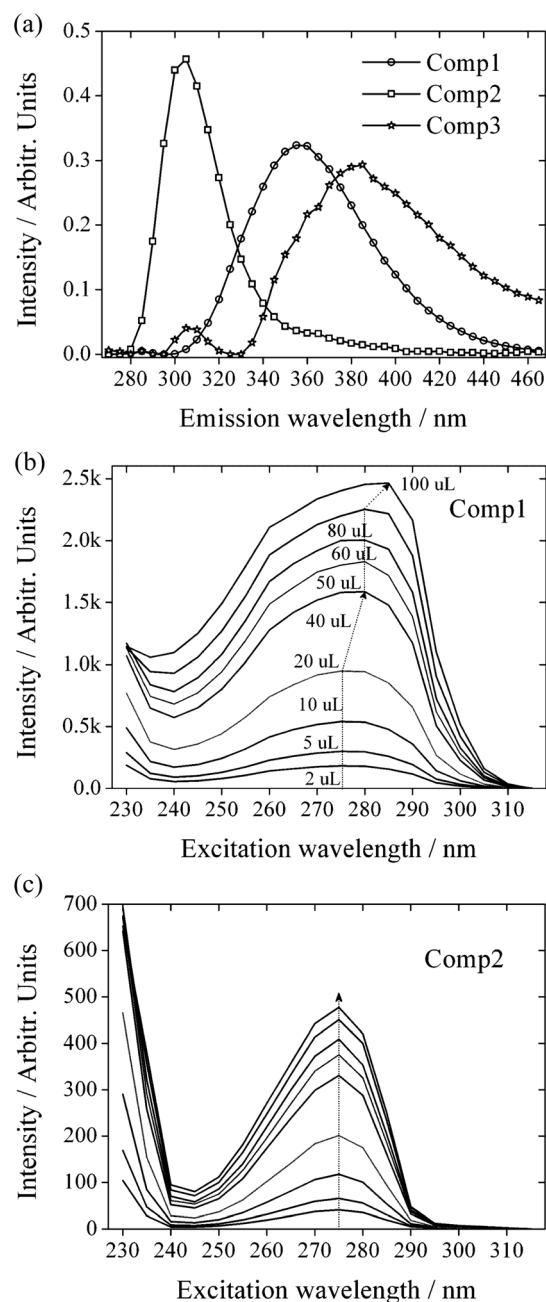 (a)
0.5
0.4
0.3
0.2
0.1
0.0
Intensity / Arbitr. Units
Comp1
Comp2
Comp3
280 300 320 340 360 380 400 420 440 460
Emission wavelength / nm
(b)
2.5k
2.0k
1.5k
1.0k
0.5k
0.0
Intensity / Arbitr. Units
Comp1
100 uL
80 uL
60 uL
50 uL
40 uL
20 uL
10 uL
5 uL
2 uL
230 240 250 260 270 280 290 300 310
Excitation wavelength / nm
(c)
700
600
500
400
300
200
100
0
Intensity / Arbitr. Units
Comp2
230 240 250 260 270 280 290 300 310
Excitation wavelength / nm